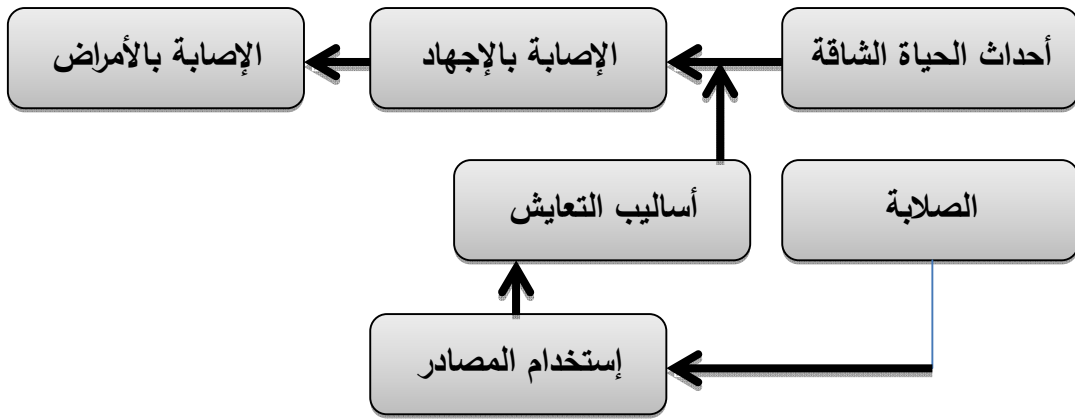 أحداث الحياة الشاقة
الإصابة بالإجهاد
الإصابة بالأمراض
الصلابة
أساليب التعايش
إستخدام المصادر